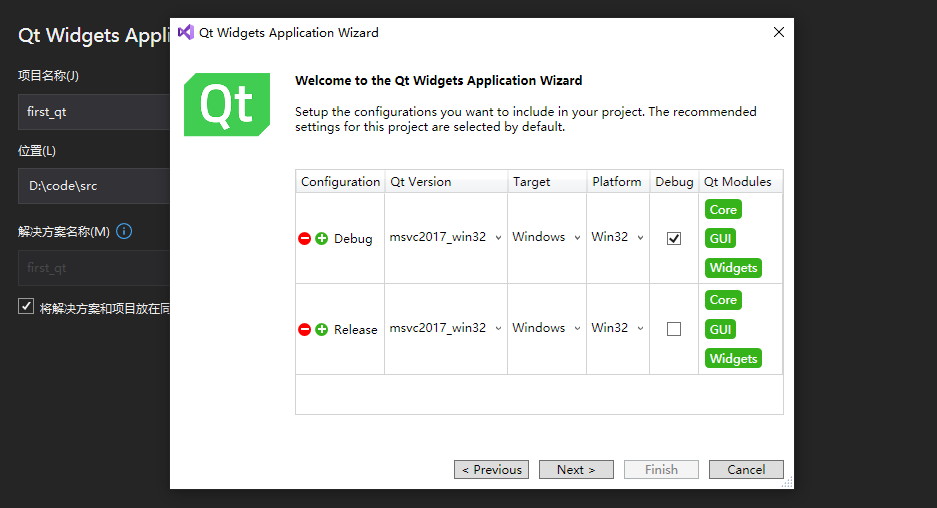 Qt Widgets Appli
项目名称(J)
first_qt
位置(L)
D:\code\src
解决方案名称(M)
first_qt
将解决方案和项目放在同
Qt Widgets Application Wizard
Qt
Welcome to the Qt Widgets Application Wizard
Setup the configurations you want to include in your project. The recommended
settings for this project are selected by default.
Configuration Qt Version Target Platform Debug Qt Modules
Debug msvc2017_win32 Windows Win32 Core
GUI
Widgets
Release msvc2017_win32 Windows Win32 Core
GUI
Widgets
< Previous Next > Finish Cancel